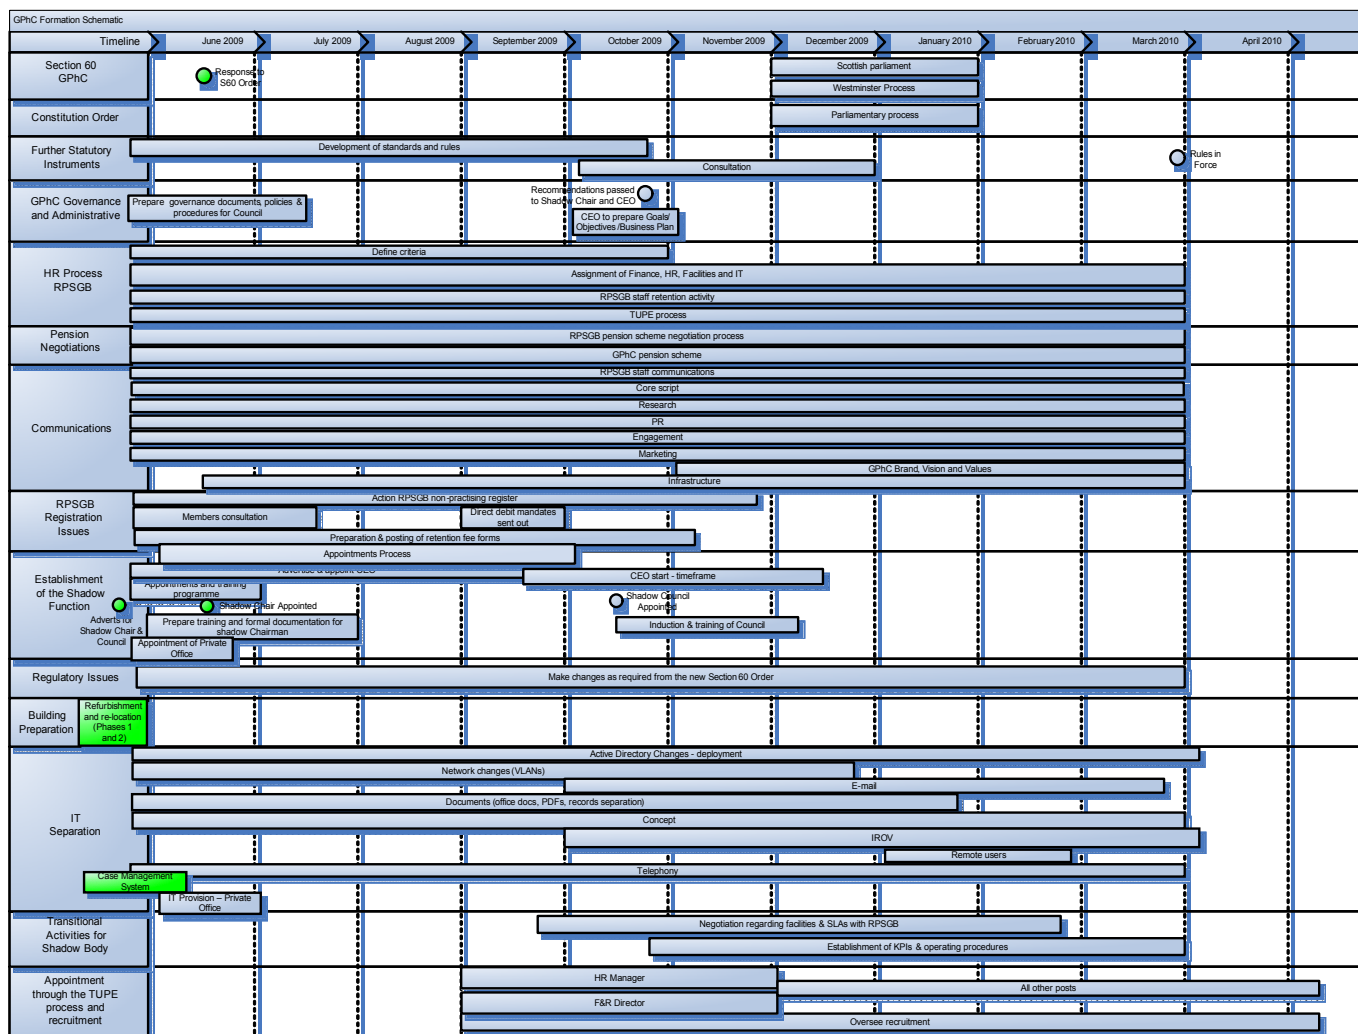 GPhC Formation Schematic
Timeline
June 2009
July 2009
August 2009
September 2009
October 2009
November 2009
December 2009
January 2010
February 2010
March 2010
April 2010
Section 60
GPhC
Response to
S60 Order
Scottish parliament
Westminster Process
Constitution Order
Parliamentary process
Further Statutory
Instruments
Development of standards and rules
Consultation
Rules in
Force
GPhC Governance
and Administrative
Prepare governance documents, policies &
procedures for Council
Recommendations passed
to Shadow Chair and CEO
CEO to prepare Goals/
Objectives/Business Plan
HR Process
RPSGB
Define criteria
Assignment of Finance, HR, Facilities and IT
RPSGB staff retention activity
TUPE process
Pension
Negotiations
RPSGB pension scheme negotiation process
GPhC pension scheme
Communications
RPSGB staff communications
Core script
Research
PR
Engagement
Marketing
GPhC Brand, Vision and Values
Infrastructure
RPSGB
Registration
Issues
Action RPSGB non-practising register
Members consultation
Direct debit mandates
sent out
Preparation & posting of retention fee forms
Establishment
of the Shadow
Function
Appointments Process
Advertise & appoint CEO
CEO start - timeframe
Appointments and training
programme
Adverts for
Shadow Chair &
Council
Shadow Chair Appointed
Shadow Council
Appointed
Prepare training and formal documentation for
shadow Chairman
Induction & training of Council
Appointment of Private
Office
Regulatory Issues
Make changes as required from the new Section 60 Order
Building
Preparation
Refurbishment
and re-location
(Phases 1
and 2)
IT
Separation
Active Directory Changes - deployment
Network changes (VLANs)
E-mail
Documents (office docs, PDFs, records separation)
Concept
IROV
Remote users
Telephony
Case Management
System
IT Provision – Private
Office
Transitional
Activities for
Shadow Body
Negotiation regarding facilities & SLAs with RPSGB
Establishment of KPIs & operating procedures
Appointment
through the TUPE
process and
recruitment
HR Manager
All other posts
F&R Director
Oversee recruitment